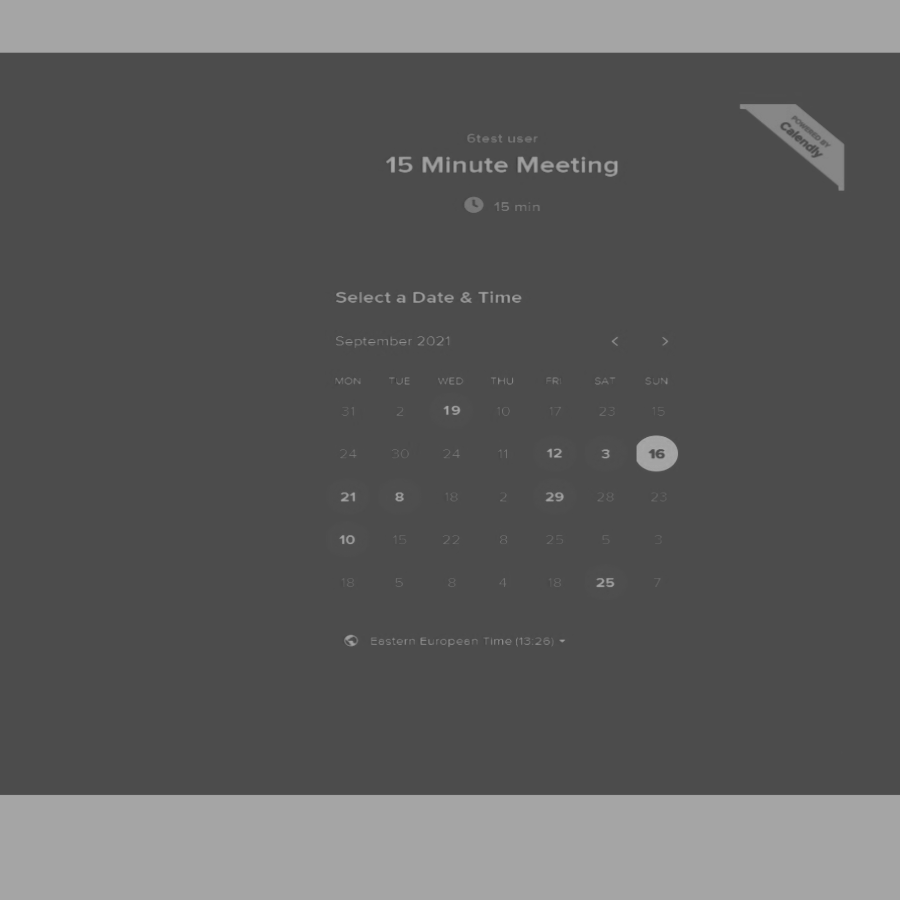 POWERED BY
Calendly
6test user
15 Minute Meeting
15 min
Select a Date & Time
September 2021
MON TUE WED THU FRI SAT SUN
31 2 19 10 17 23 15
24 30 24 11 12 3 16
21 8 18 2 29 28 23
10 15 22 8 25 5 3
18 5 8 4 18 25 7
Eastern European Time (13:26)